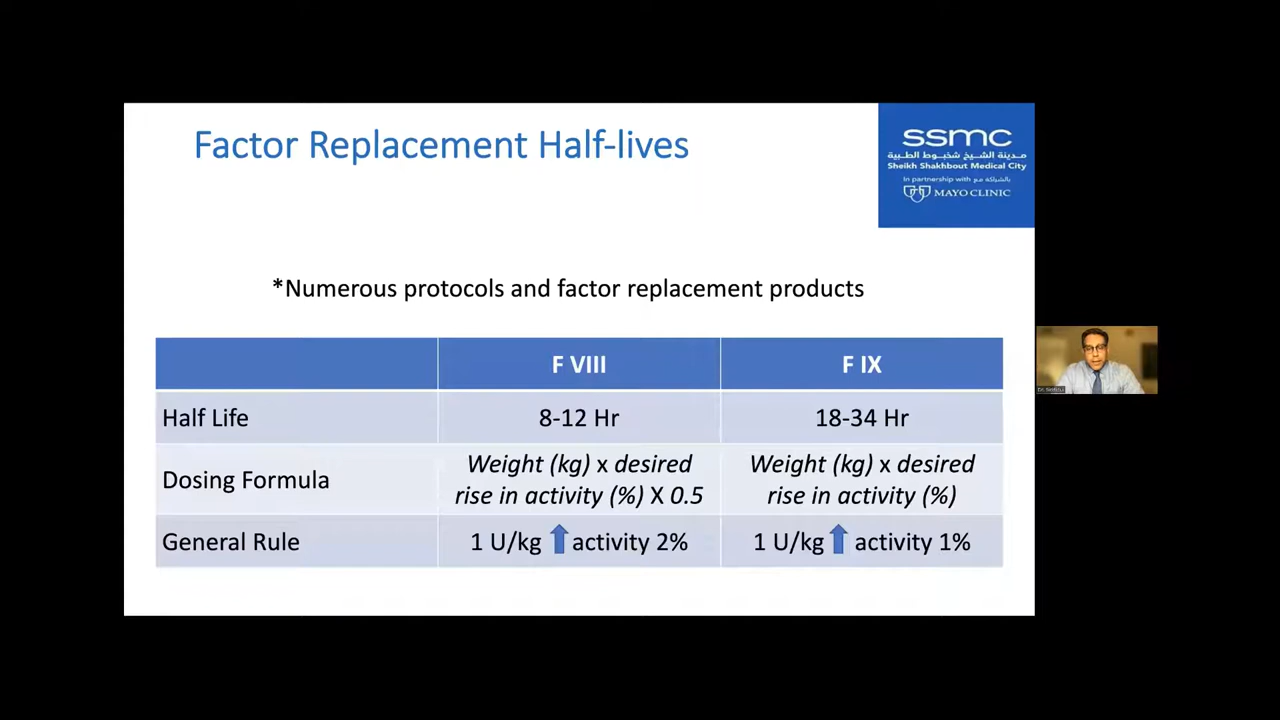 Factor Replacement Half-lives
ssmc
مدينة الشيخ شخبوط الطبية
Sheikh Shakhbout Medical City
In partnership with بالشراكة مع
MAYO CLINIC
*Numerous protocols and factor replacement products
F VIII
F IX
Half Life
8-12 Hr
18-34 Hr
Dosing Formula
Weight (kg) x desired
rise in activity (%) X 0.5
Weight (kg) x desired
rise in activity (%)
General Rule
1 U/kg activity 2%
1 U/kg activity 1%